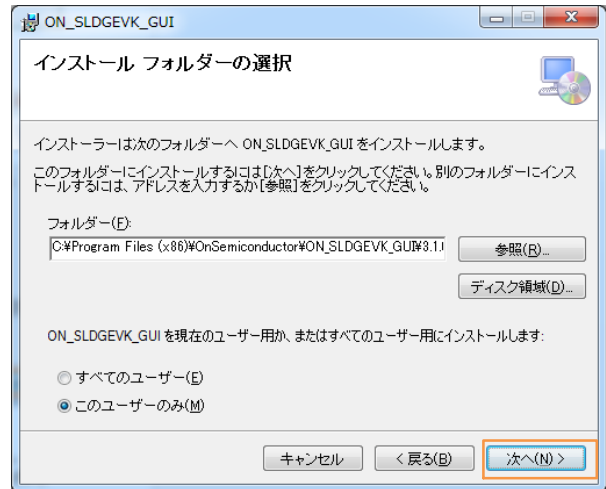 ON_SLDGEVK_GUI
インストール フォルダーの選択
インストーラーは次のフォルダーへ ON_SLDGEVK_GUI をインストールします。
このフォルダーにインストールするには[次へ]をクリックしてください。別のフォルダーにインス
トールするには、アドレスを入力するか[参照]をクリックしてください。
フォルダー(F):
C:¥Program Files (x86)¥OnSemiconductor¥ON_SLDGEVK_GUI¥3.1.
参照(R)...
ディスク領域(D)...
ON_SLDGEVK_GUI を現在のユーザー用か、またはすべてのユーザー用にインストールします:
すべてのユーザー(E)
このユーザーのみ(M)
キャンセル
< 戻る(B)
次へ(N) >